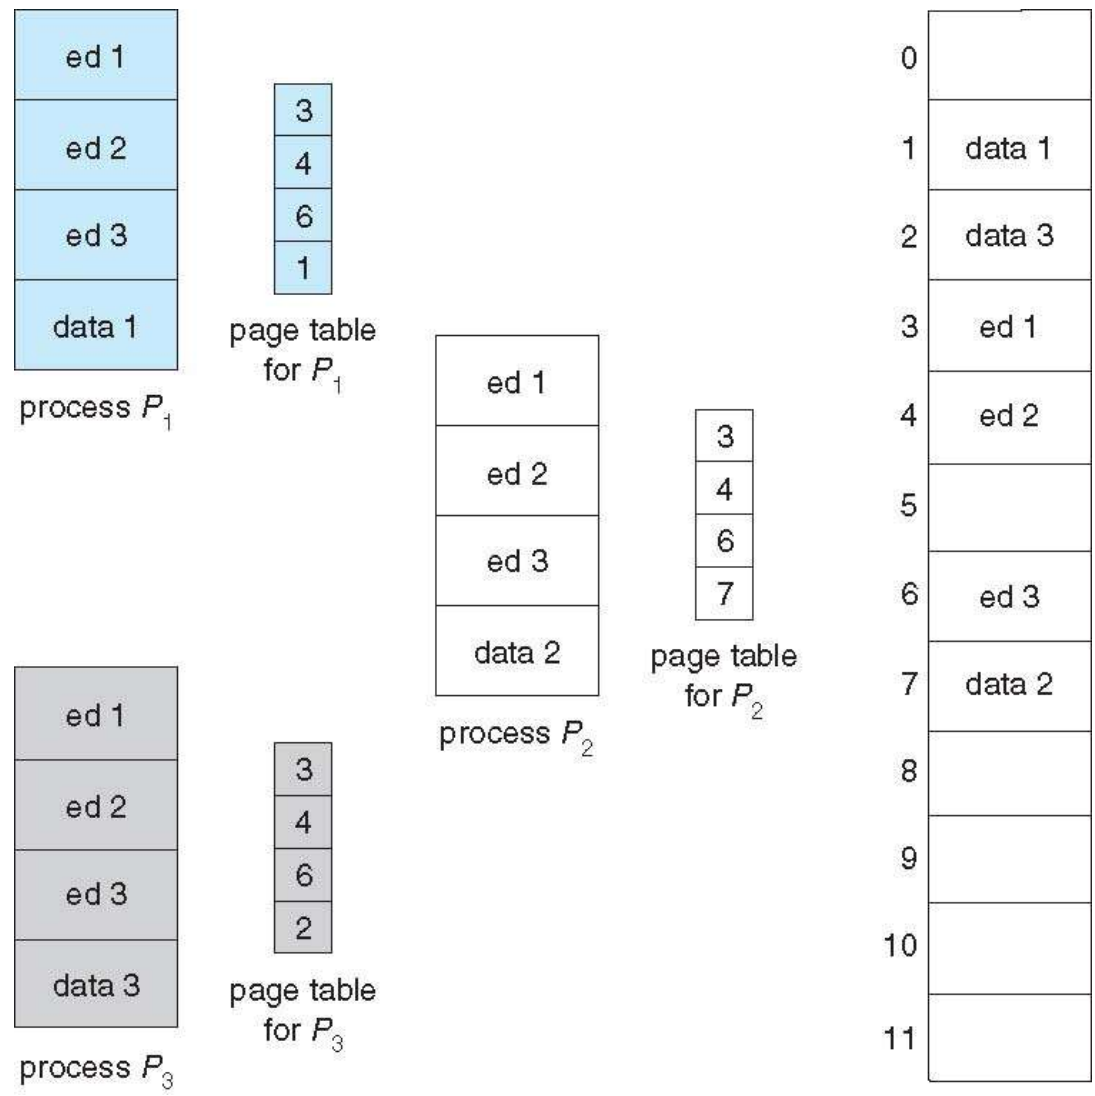 ed 1
ed 2
ed 3
data 1
process P1
3
4
6
1
page table
for P1
ed 1
ed 2
ed 3
data 2
process P2
3
4
6
7
page table
for P2
ed 1
ed 2
ed 3
data 3
process P3
3
4
6
2
page table
for P3
0
1 data 1
2 data 3
3 ed 1
4 ed 2
5
6 ed 3
7 data 2
8
9
10
11